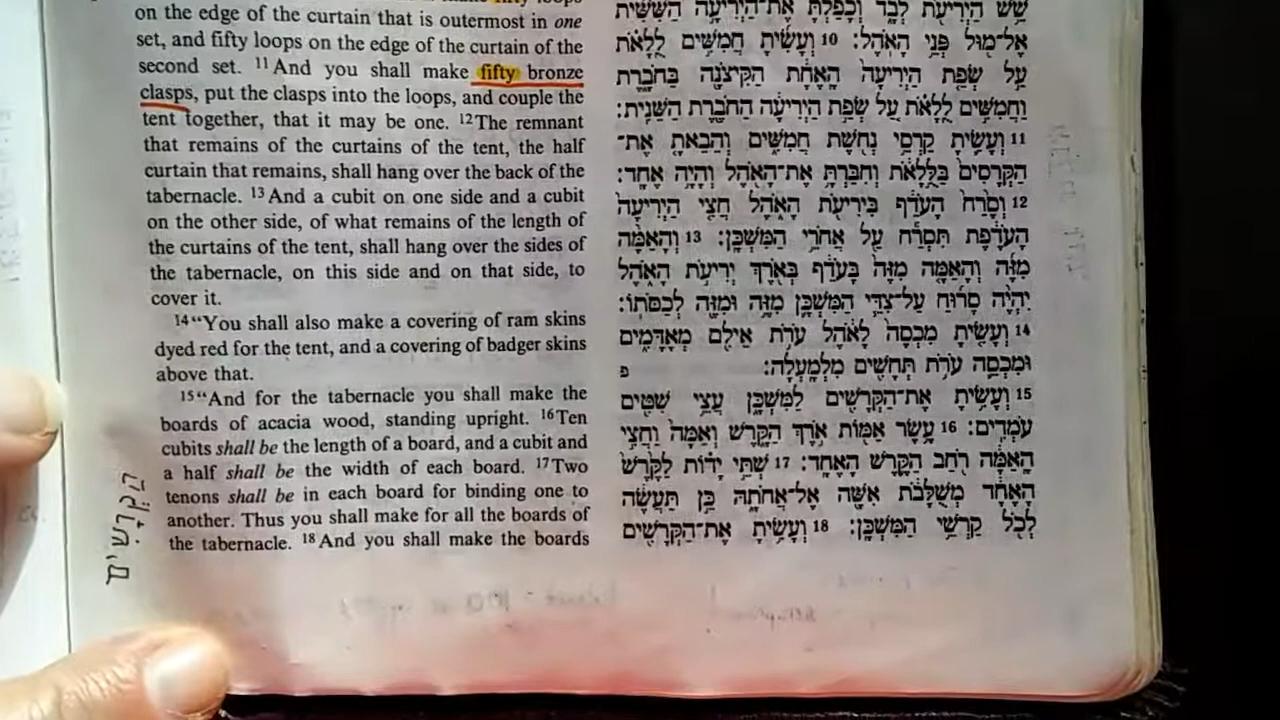 on the edge of the curtain that is outermost in one
set, and fifty loops on the edge of the curtain of the
second set. 11And you shall make fifty bronze
clasps, put the clasps into the loops, and couple the
tent together, that it may be one. 12The remnant
that remains of the curtains of the tent, the half
curtain that remains, shall hang over the back of the
tabernacle. 13And a cubit on one side and a cubit
on the other side, of what remains of the length of
the curtains of the tent, shall hang over the sides of
the tabernacle, on this side and on that side, to
cover it.
14“You shall also make a covering of ram skins
dyed red for the tent, and a covering of badger skins
above that.
15“And for the tabernacle you shall make the
boards of acacia wood, standing upright. 16Ten
cubits shall be the length of a board, and a cubit and
a half shall be the width of each board. 17Two
tenons shall be in each board for binding one to
another. Thus you shall make for all the boards of
the tabernacle. 18And you shall make the boards
שֵׁשׁ הַיְרִיעֹת לְבָד וְכָפַלְתָּ אֶת־הַיְרִיעָה הַשִּׁשִּׁית
אֶל־מוּל פְּנֵי הָאֹהֶל׃ 10 וְעָשִׂיתָ חֲמִשִּׁים לֻלָאֹת
עַל שְׂפַת הַיְרִיעָה הָאֶחָת הַקִּיצֹנָה בַּחֹבָרֶת
וַחֲמִשִּׁים לֻלָאֹת עַל שְׂפַת הַיְרִיעָה הַחֹבֶרֶת הַשֵּׁנִית׃
11 וְעָשִׂיתָ קַרְסֵי נְחֹשֶׁת חֲמִשִּׁים וְהֵבֵאתָ אֶת־
הַקְּרָסִים בַּלֻּלָאֹת וְחִבַּרְתָּ אֶת־הָאֹהֶל וְהָיָה אֶחָד׃
12 וְסֶרַח הָעֹדֵף בִּירִיעֹת הָאֹהֶל חֲצִי הַיְרִיעָה
הָעֹדֶפֶת תִּסְרַח עַל אֲחֹרֵי הַמִּשְׁכָּן׃ 13 וְהָאַמָּה
מִזֶּה וְהָאַמָּה מִזֶּה בָּעֹדֵף בְּאֹרֶךְ יְרִיעֹת הָאֹהֶל
יִהְיֶה סָרוּחַ עַל־צִדֵּי הַמִּשְׁכָּן מִזֶּה וּמִזֶּה לְכַסֹּתוֹ׃
14 וְעָשִׂיתָ מִכְסֶה לָאֹהֶל עֹרֹת אֵילִם מְאָדָּמִים
וּמִכְסֵה עֹרֹת תְּחָשִׁים מִלְמָעְלָה׃ פ
15 וְעָשִׂיתָ אֶת־הַקְּרָשִׁים לַמִּשְׁכָּן עֲצֵי שִׁטִּים
עֹמְדִים׃ 16 עֶשֶׂר אַמּוֹת אֹרֶךְ הַקָּרֶשׁ וְאַמָּה וַחֲצִי
הָאַמָּה רֹחַב הַקֶּרֶשׁ הָאֶחָד׃ 17 שְׁתֵּי יָדוֹת לַקֶּרֶשׁ
הָאֶחָד מְשֻׁלָּבֹת אִשָּׁה אֶל־אֲחֹתָהּ כֵּן תַּעֲשֶׂה
לְכֹל קַרְשֵׁי הַמִּשְׁכָּן׃ 18 וְעָשִׂיתָ אֶת־הַקְּרָשִׁים
הַקְּרָשִׁים